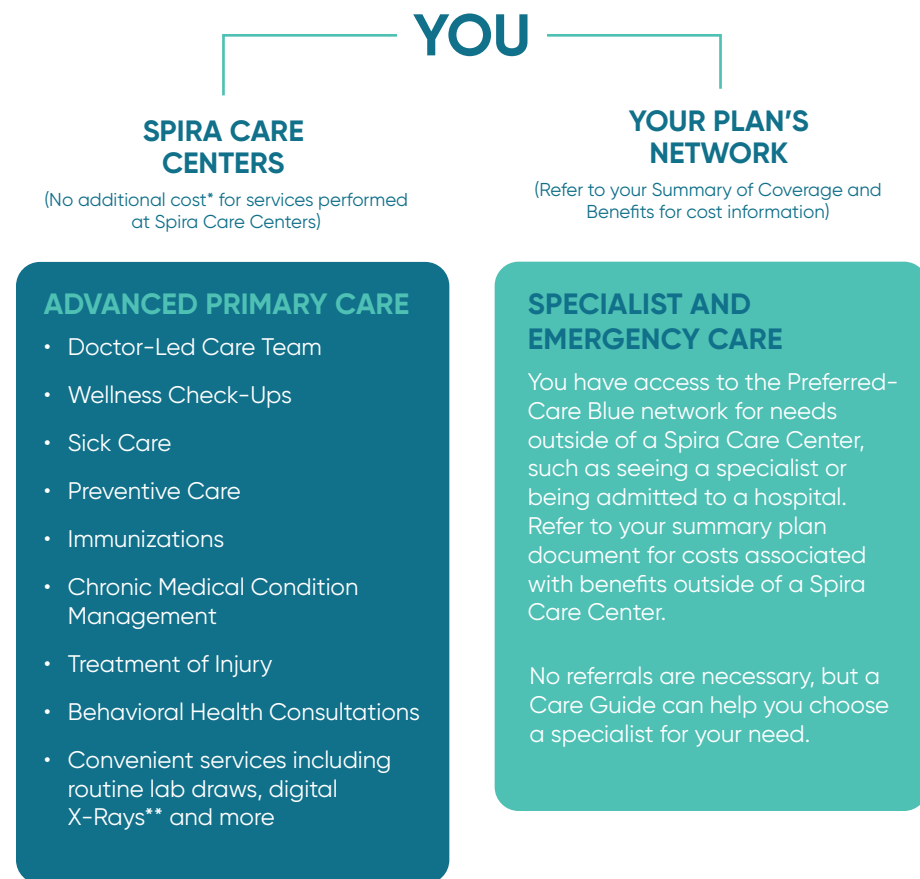 YOU
SPIRA CARE
CENTERS
(No additional cost* for services performed
at Spira Care Centers)
ADVANCED PRIMARY CARE
• Doctor-Led Care Team
• Wellness Check-Ups
• Sick Care
• Preventive Care
• Immunizations
• Chronic Medical Condition
Management
• Treatment of Injury
• Behavioral Health Consultations
• Convenient services including
routine lab draws, digital
X-Rays** and more
YOUR PLAN'S
NETWORK
(Refer to your Summary of Coverage and
Benefits for cost information)
SPECIALIST AND
EMERGENCY CARE
You have access to the Preferred-
Care Blue network for needs
outside of a Spira Care Center,
such as seeing a specialist or
being admitted to a hospital.
Refer to your summary plan
document for costs associated
with benefits outside of a Spira
Care Center.
No referrals are necessary, but a
Care Guide can help you choose
a specialist for your need.